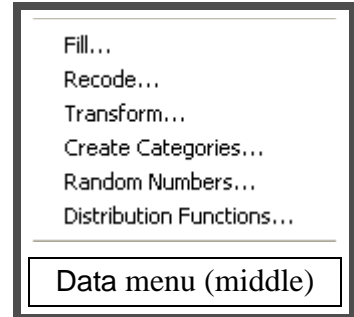 Fill...
Recode...
Transform...
Create Categories...
Random Numbers...
Distribution Functions...
Data menu (middle)